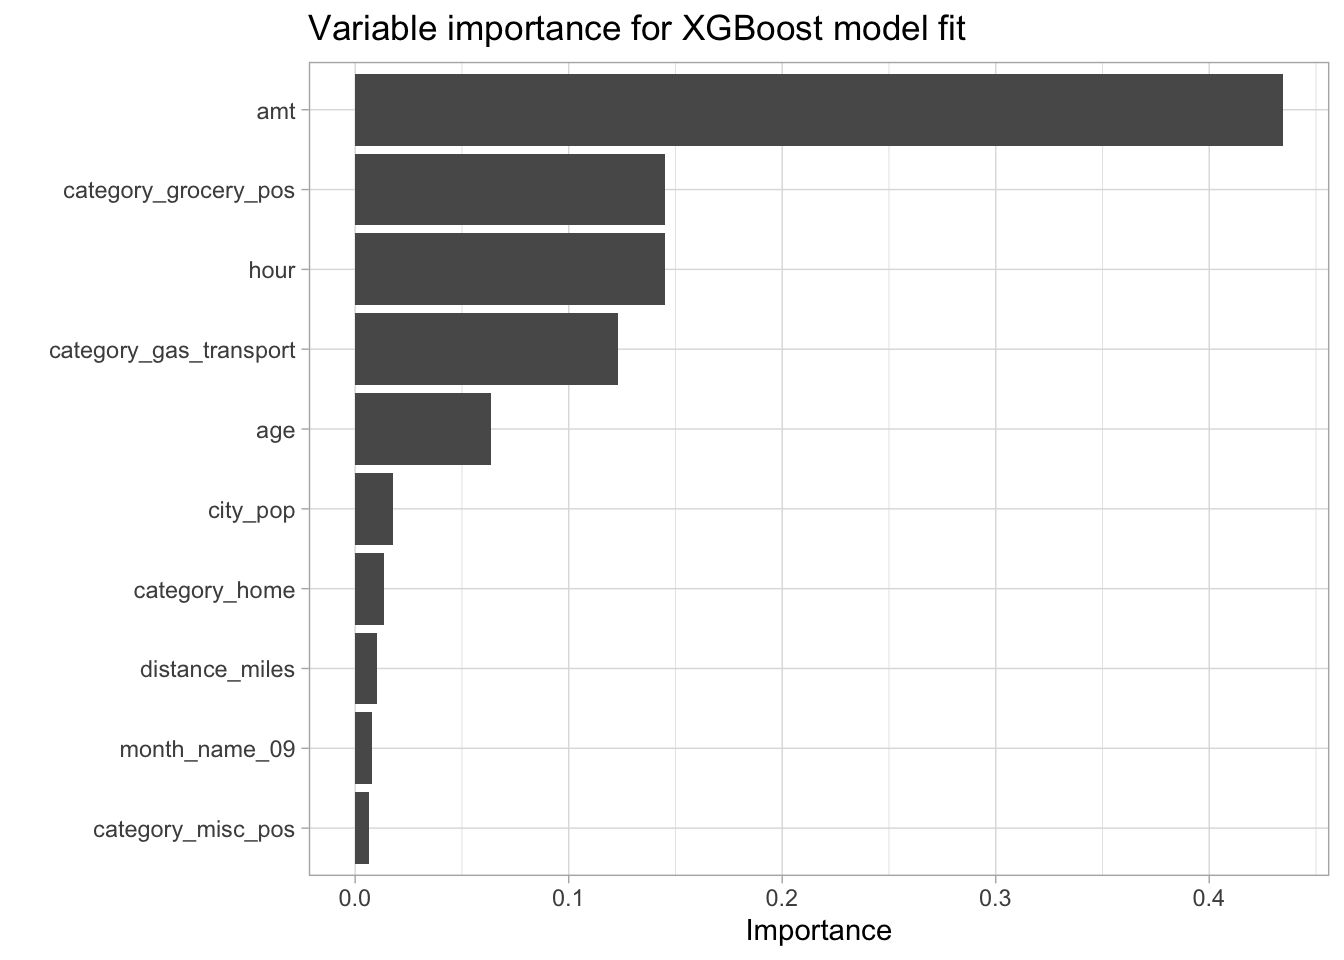 Variable importance for XGBoost model fit
amt
category_grocery_pos
hour
category_gas_transport
age
city_pop
category_home
distance_miles
month_name_09
category_misc_pos
0.0 0.1 0.2 0.3 0.4
Importance